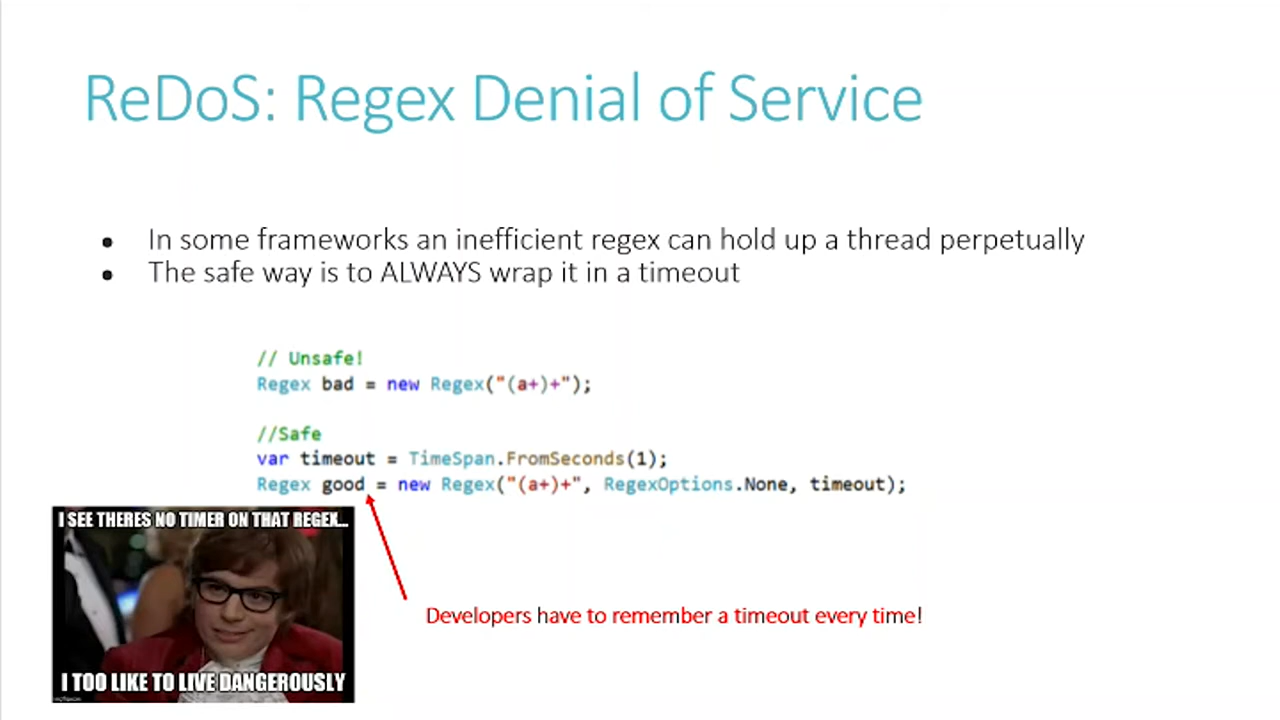 ReDoS: Regex Denial of Service
• In some frameworks an inefficient regex can hold up a thread perpetually
• The safe way is to ALWAYS wrap it in a timeout
// Unsafe!
Regex bad = new Regex("(a+)+");
//Safe
var timeout = TimeSpan.FromSeconds(1);
Regex good = new Regex("(a+)+", RegexOptions.None, timeout);
I SEE THERES NO TIMER ON THAT REGEX...
I TOO LIKE TO LIVE DANGEROUSLY
Developers have to remember a timeout every time!